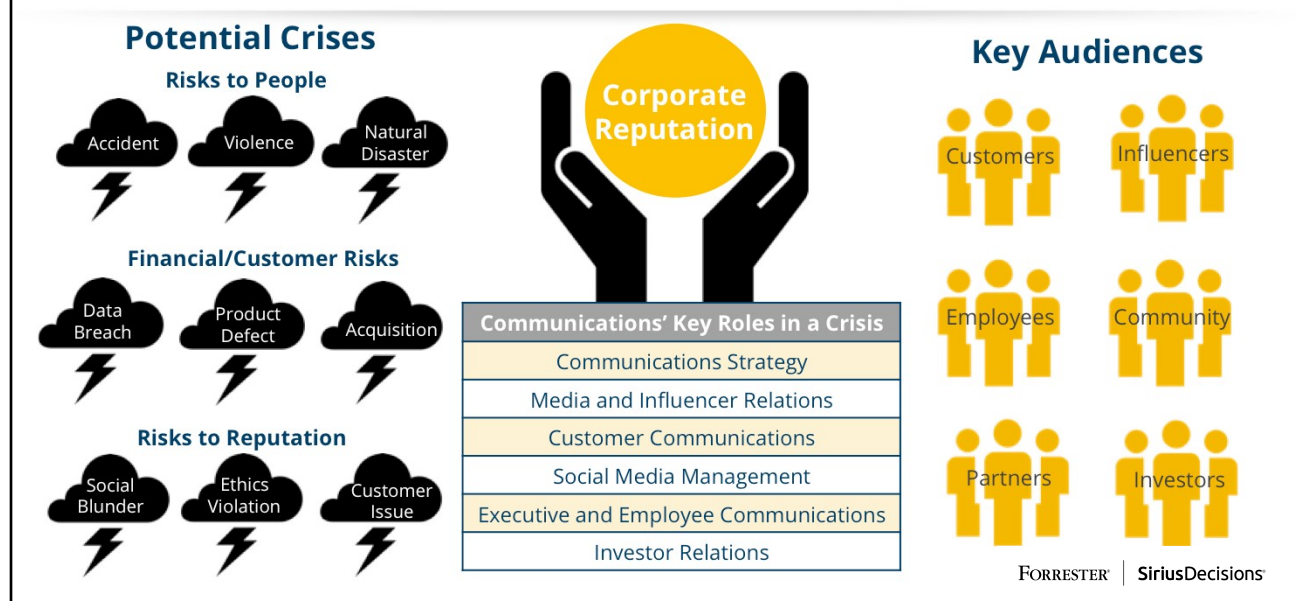 Potential Crises
Risks to People
Accident
Violence
Natural
Disaster
Financial/Customer Risks
Data
Breach
Product
Defect
Acquisition
Risks to Reputation
Social
Blunder
Ethics
Violation
Customer
Issue
Corporate
Reputation
Communications’ Key Roles in a Crisis
Communications Strategy
Media and Influencer Relations
Customer Communications
Social Media Management
Executive and Employee Communications
Investor Relations
Key Audiences
Customers
Influencers
Employees
Community
Partners
Investors
FORRESTER® | SiriusDecisions®